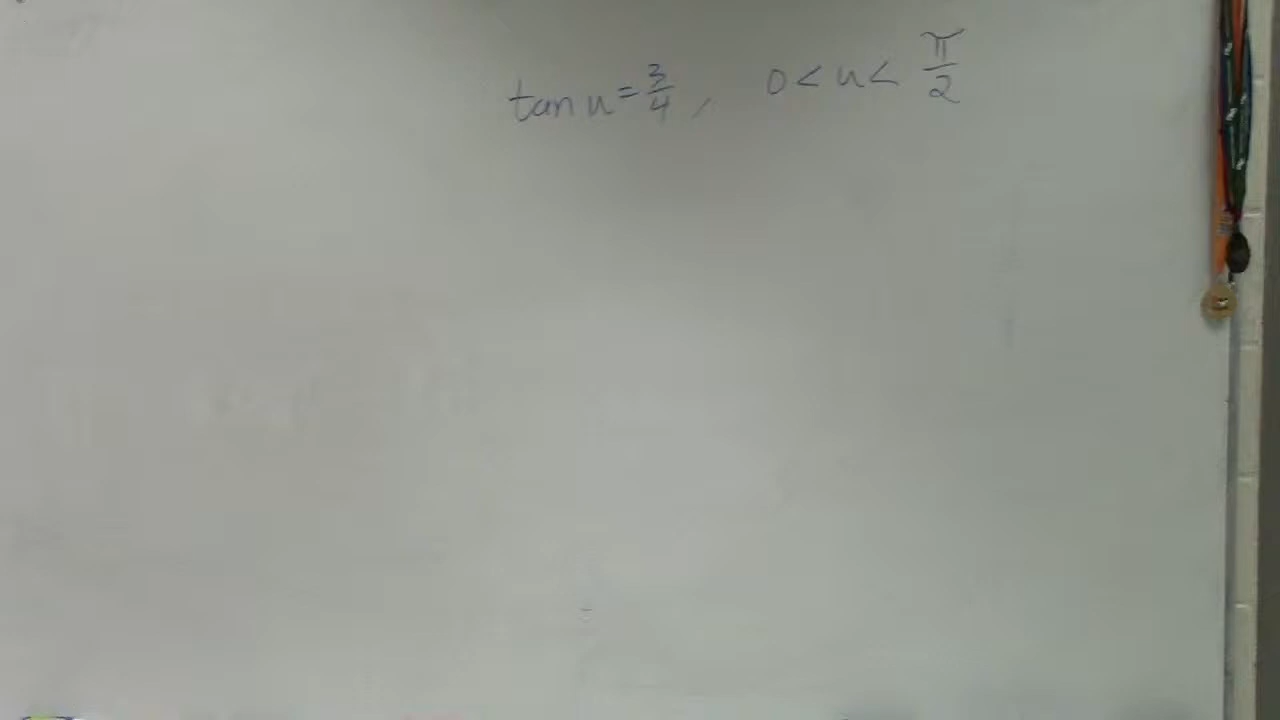 tan u = 3/4 , 0 < u < π/2